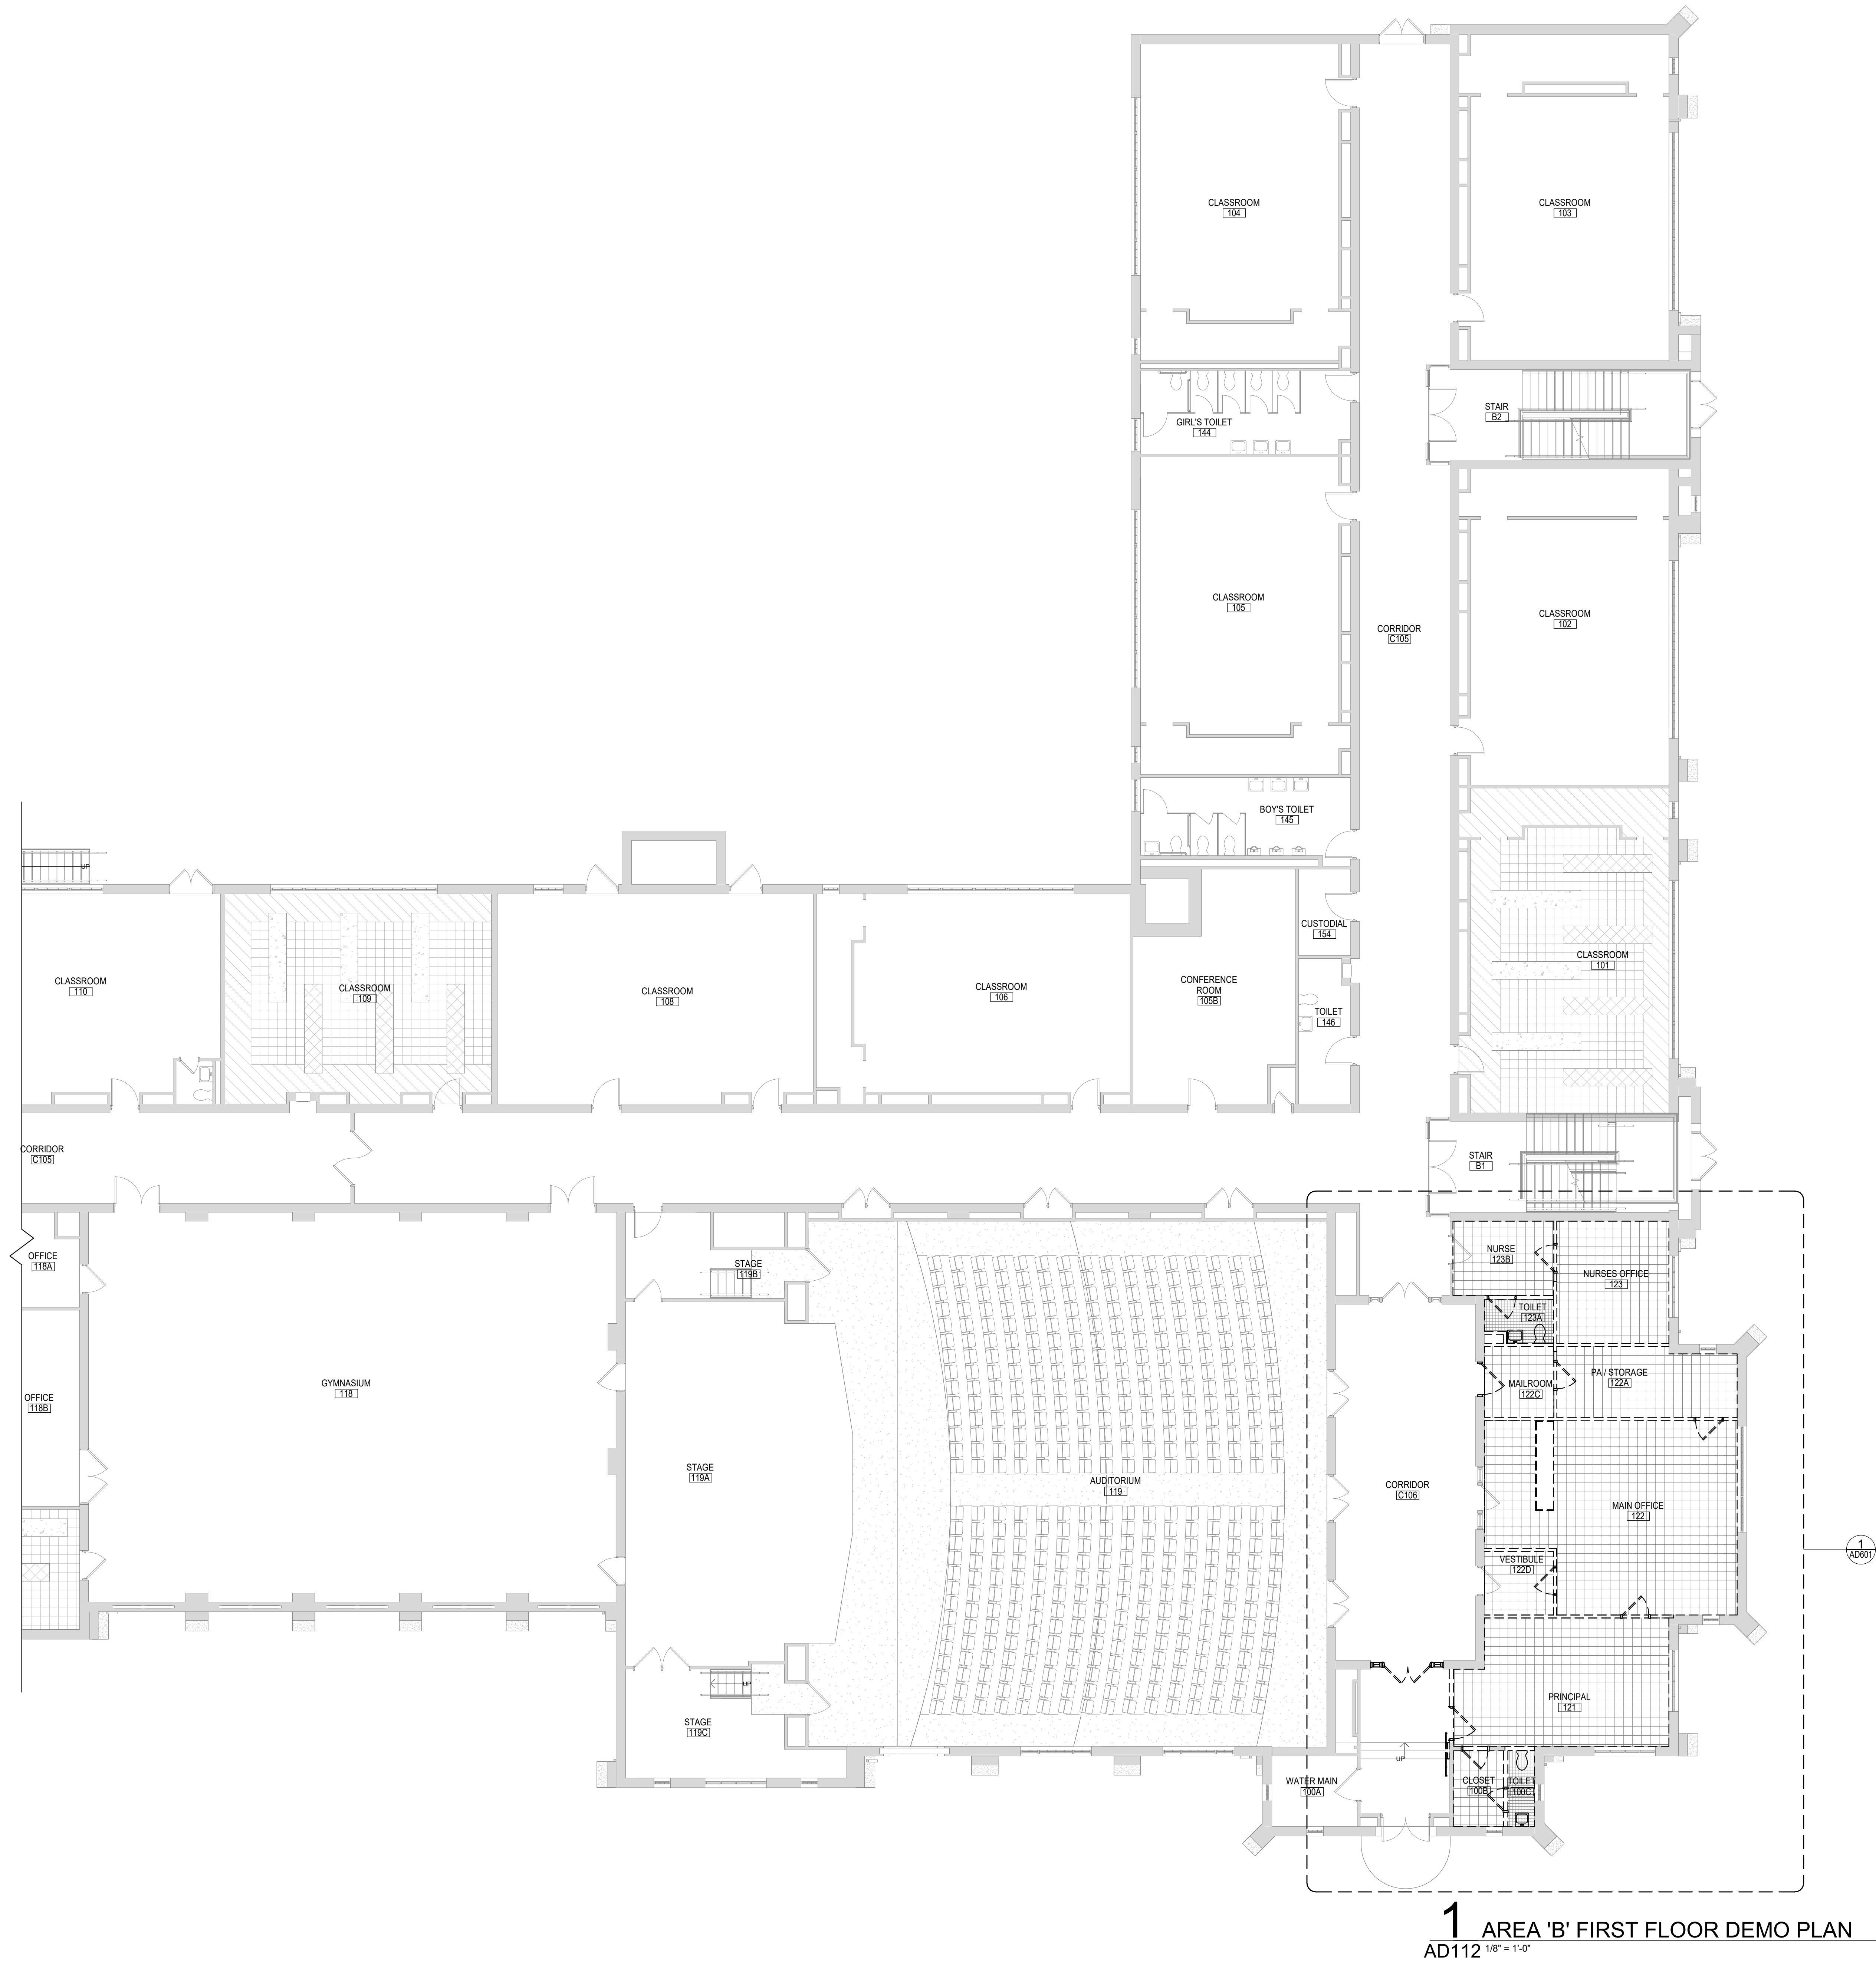 CLASSROOM
104
CLASSROOM
103
STAIR
B2
GIRL'S TOILET
144
CLASSROOM
105
CLASSROOM
102
CORRIDOR
C105
BOY'S TOILET
145
UP
CUSTODIAL
154
CLASSROOM
101
CLASSROOM
110
CLASSROOM
109
CLASSROOM
108
CLASSROOM
106
CONFERENCE
ROOM
105B
TOILET
146
CORRIDOR
C105
STAIR
B1
OFFICE
118A
STAGE
119B
NURSE
123B
NURSES OFFICE
123
TOILET
123A
OFFICE
118B
GYMNASIUM
118
MAILROOM
122C
PA / STORAGE
122A
STAGE
119A
AUDITORIUM
119
CORRIDOR
C106
MAIN OFFICE
122
1
AD601
VESTIBULE
122D
UP
STAGE
119C
PRINCIPAL
121
UP
WATER MAIN
100A
CLOSET
100B
TOILET
100C
1 AREA 'B' FIRST FLOOR DEMO PLAN
AD112 1/8" = 1'-0"